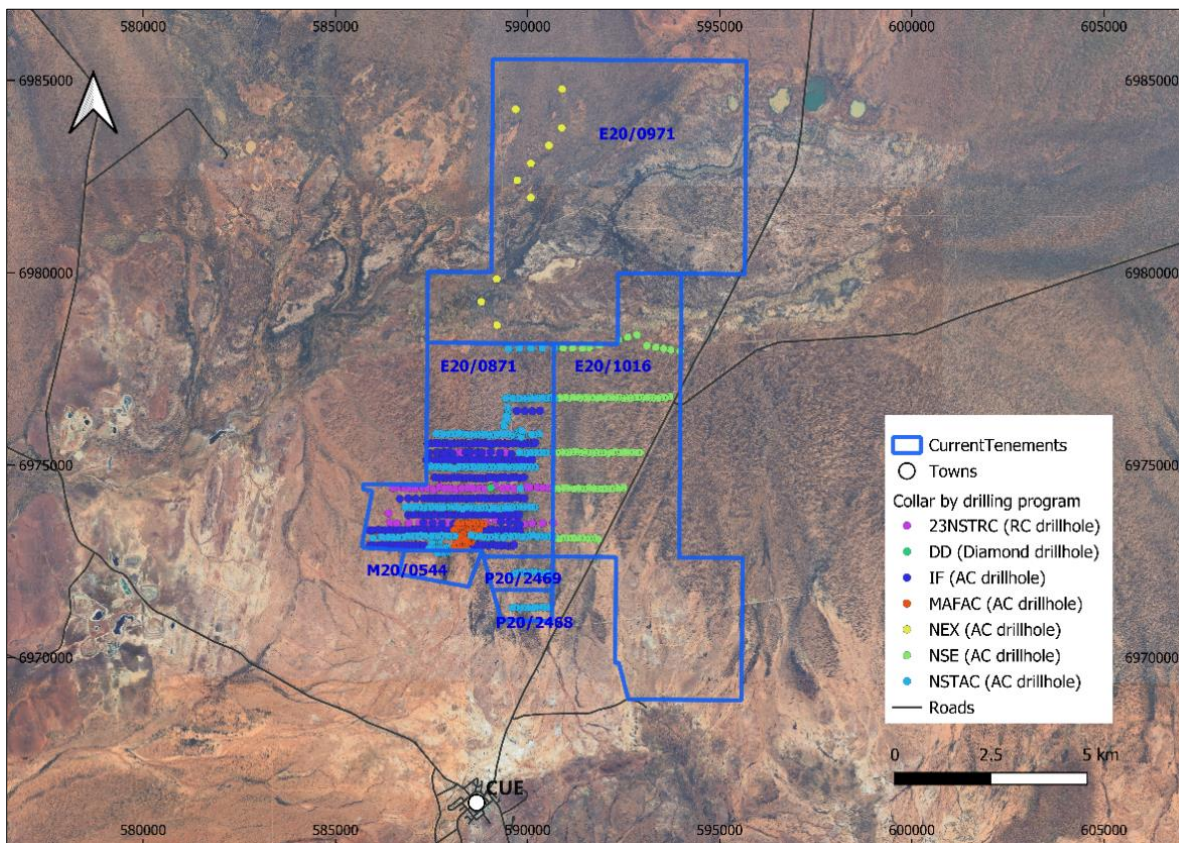 580000 585000 590000 595000 600000 605000
6985000 6985000
E20/0971
6980000 6980000
E20/0871 E20/1016
6975000 6975000
M20/0544 P20/2469
P20/2468
6970000 6970000
CUE
580000 585000 590000 595000 600000 605000
CurrentTenements
Towns
Collar by drilling program
23NSTRC (RC drillhole)
DD (Diamond drillhole)
IF (AC drillhole)
MAFAC (AC drillhole)
NEX (AC drillhole)
NSE (AC drillhole)
NSTAC (AC drillhole)
Roads
0 2.5 5 km